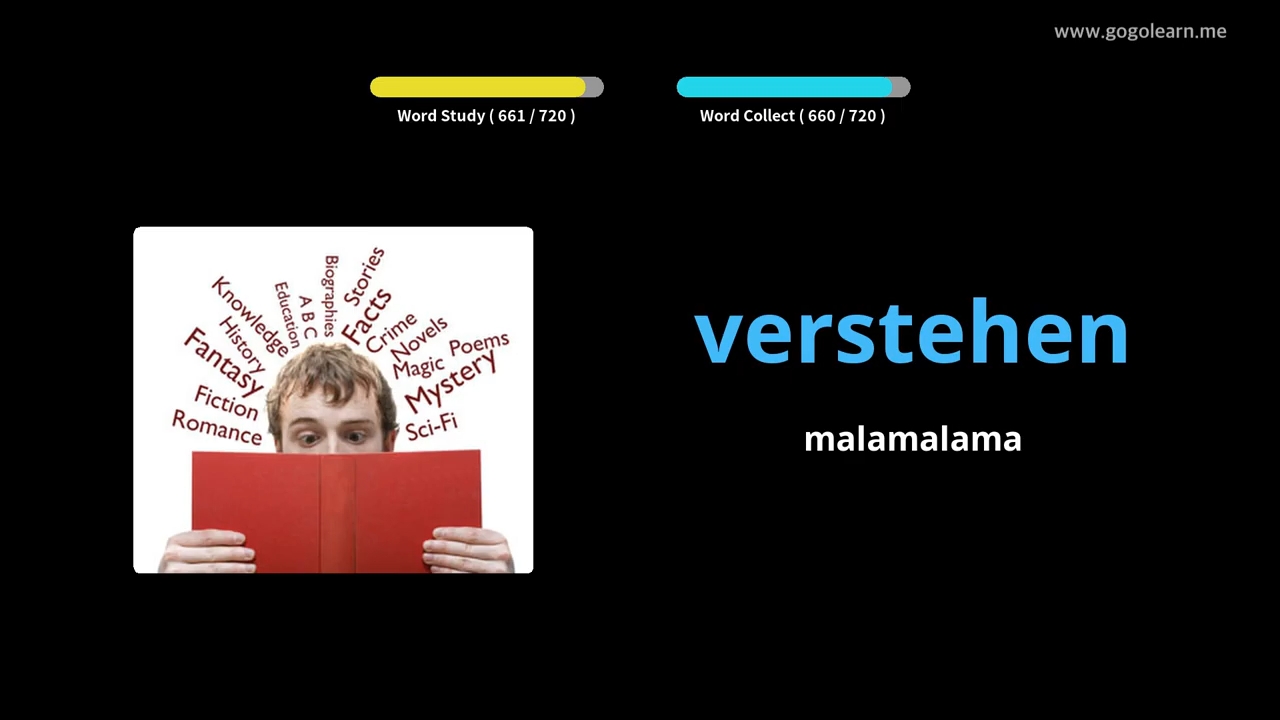 www.gogolearn.me
Word Study ( 661 / 720 )
Word Collect ( 660 / 720 )
Romance
Fiction
Fantasy
History
Knowledge
Education
A B C
Biographies
Stories
Facts
Crime
Novels
Magic
Poems
Mystery
Sci-Fi
verstehen
malamalama